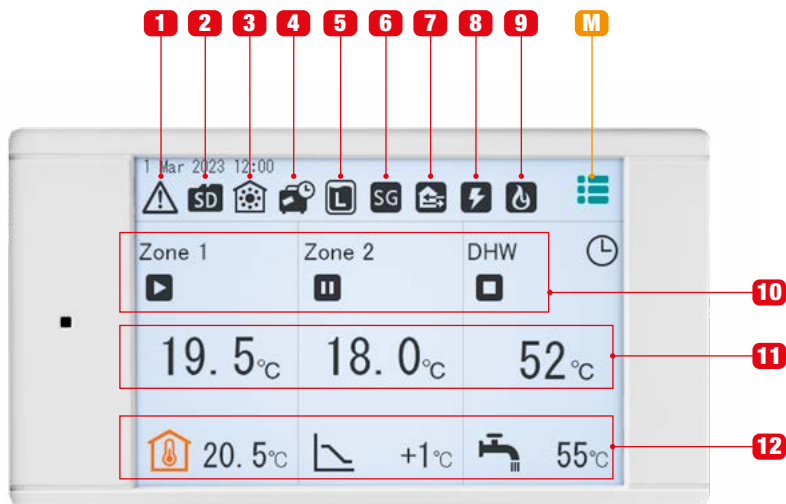 1 2 3 4 5 6 7 8 9 M
1 Mar 2023 12:00
SD L SG
Zone 1 Zone 2 DHW
10
19.5℃ 18.0℃ 52℃
11
20.5℃ +1℃ 55℃
12